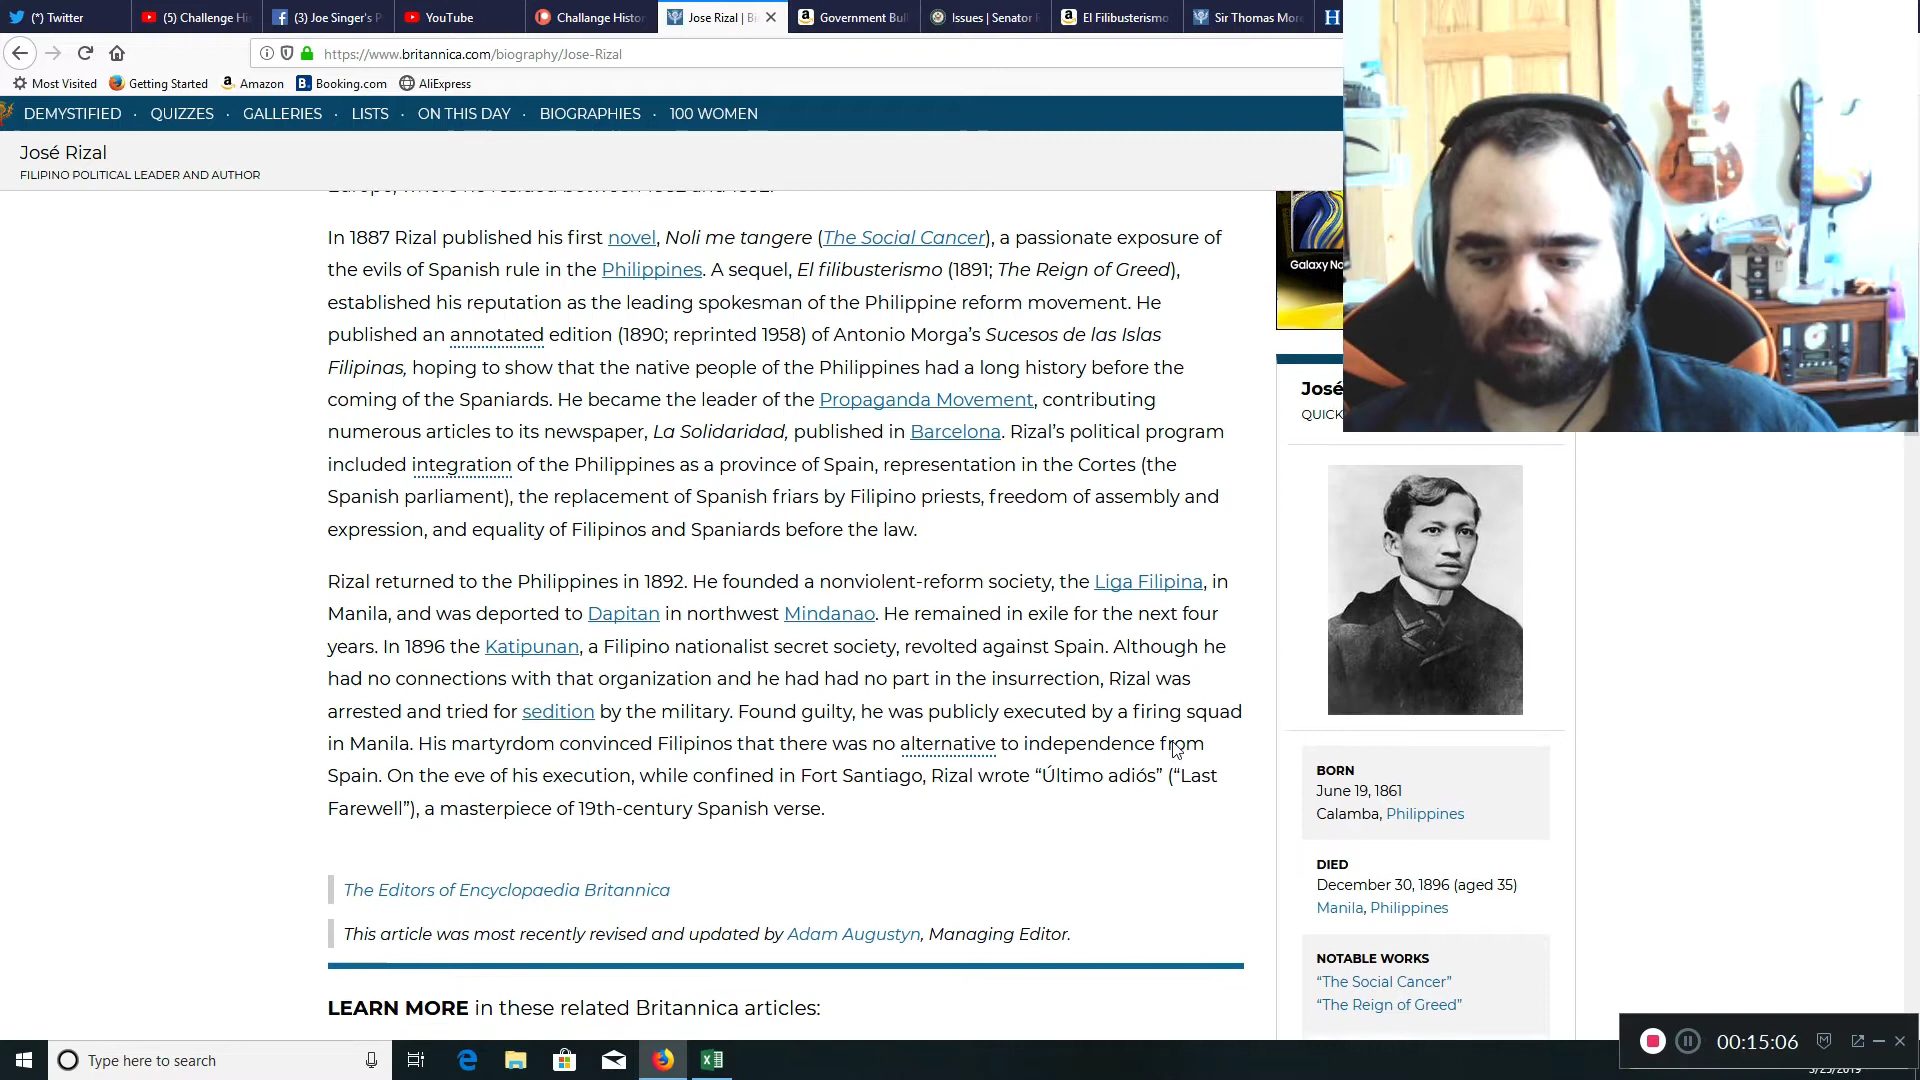 (*) Twitter
(5) Challenge His
(3) Joe Singer's P
YouTube
Challange Histor
Jose Rizal | Bi
Government Bull
Issues | Senator
El Filibusterismo
Sir Thomas More
https://www.britannica.com/biography/Jose-Rizal
Most Visited
Getting Started
Amazon
Booking.com
AliExpress
DEMYSTIFIED · QUIZZES · GALLERIES · LISTS · ON THIS DAY · BIOGRAPHIES · 100 WOMEN
José Rizal
FILIPINO POLITICAL LEADER AND AUTHOR
In 1887 Rizal published his first novel, Noli me tangere (The Social Cancer), a passionate exposure of
the evils of Spanish rule in the Philippines. A sequel, El filibusterismo (1891; The Reign of Greed),
established his reputation as the leading spokesman of the Philippine reform movement. He
published an annotated edition (1890; reprinted 1958) of Antonio Morga's Sucesos de las Islas
Filipinas, hoping to show that the native people of the Philippines had a long history before the
coming of the Spaniards. He became the leader of the Propaganda Movement, contributing
numerous articles to its newspaper, La Solidaridad, published in Barcelona. Rizal's political program
included integration of the Philippines as a province of Spain, representation in the Cortes (the
Spanish parliament), the replacement of Spanish friars by Filipino priests, freedom of assembly and
expression, and equality of Filipinos and Spaniards before the law.
Rizal returned to the Philippines in 1892. He founded a nonviolent-reform society, the Liga Filipina, in
Manila, and was deported to Dapitan in northwest Mindanao. He remained in exile for the next four
years. In 1896 the Katipunan, a Filipino nationalist secret society, revolted against Spain. Although he
had no connections with that organization and he had had no part in the insurrection, Rizal was
arrested and tried for sedition by the military. Found guilty, he was publicly executed by a firing squad
in Manila. His martyrdom convinced Filipinos that there was no alternative to independence from
Spain. On the eve of his execution, while confined in Fort Santiago, Rizal wrote “Último adiós” (“Last
Farewell”), a masterpiece of 19th-century Spanish verse.
The Editors of Encyclopaedia Britannica
This article was most recently revised and updated by Adam Augustyn, Managing Editor.
LEARN MORE in these related Britannica articles:
Galaxy No
José
QUICK
BORN
June 19, 1861
Calamba, Philippines
DIED
December 30, 1896 (aged 35)
Manila, Philippines
NOTABLE WORKS
“The Social Cancer”
“The Reign of Greed”
00:15:06
Type here to search